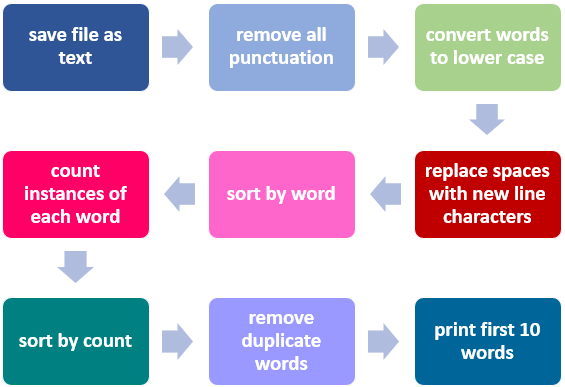 save file as
text
remove all
punctuation
convert words
to lower case
replace spaces
with new line
characters
sort by word
count
instances of
each word
sort by count
remove
duplicate
words
print first 10
words